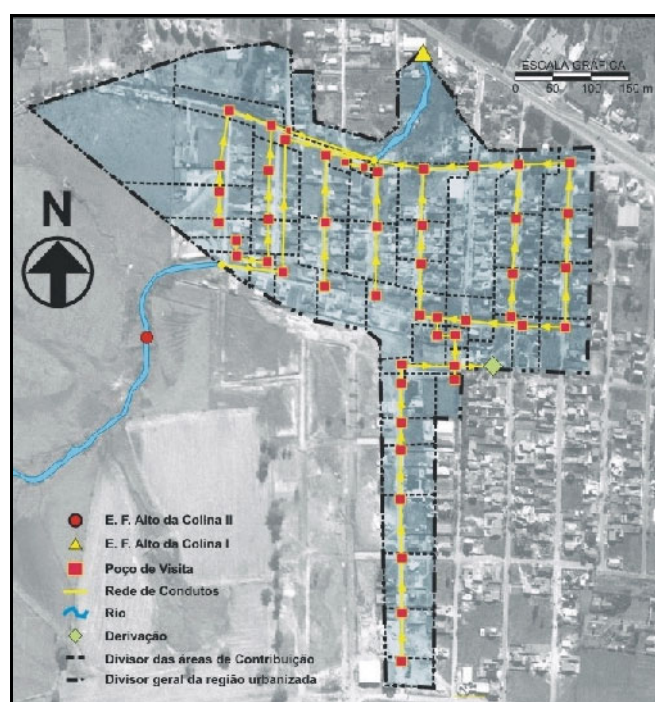 ESCALA GRÁFICA
0 50 100 150 m
N
E. F. Alto da Colina II
E. F. Alto da Colina I
Poço de Visita
Rede de Condutos
Rio
Derivação
Divisor das áreas de Contribuição
Divisor geral da região urbanizada